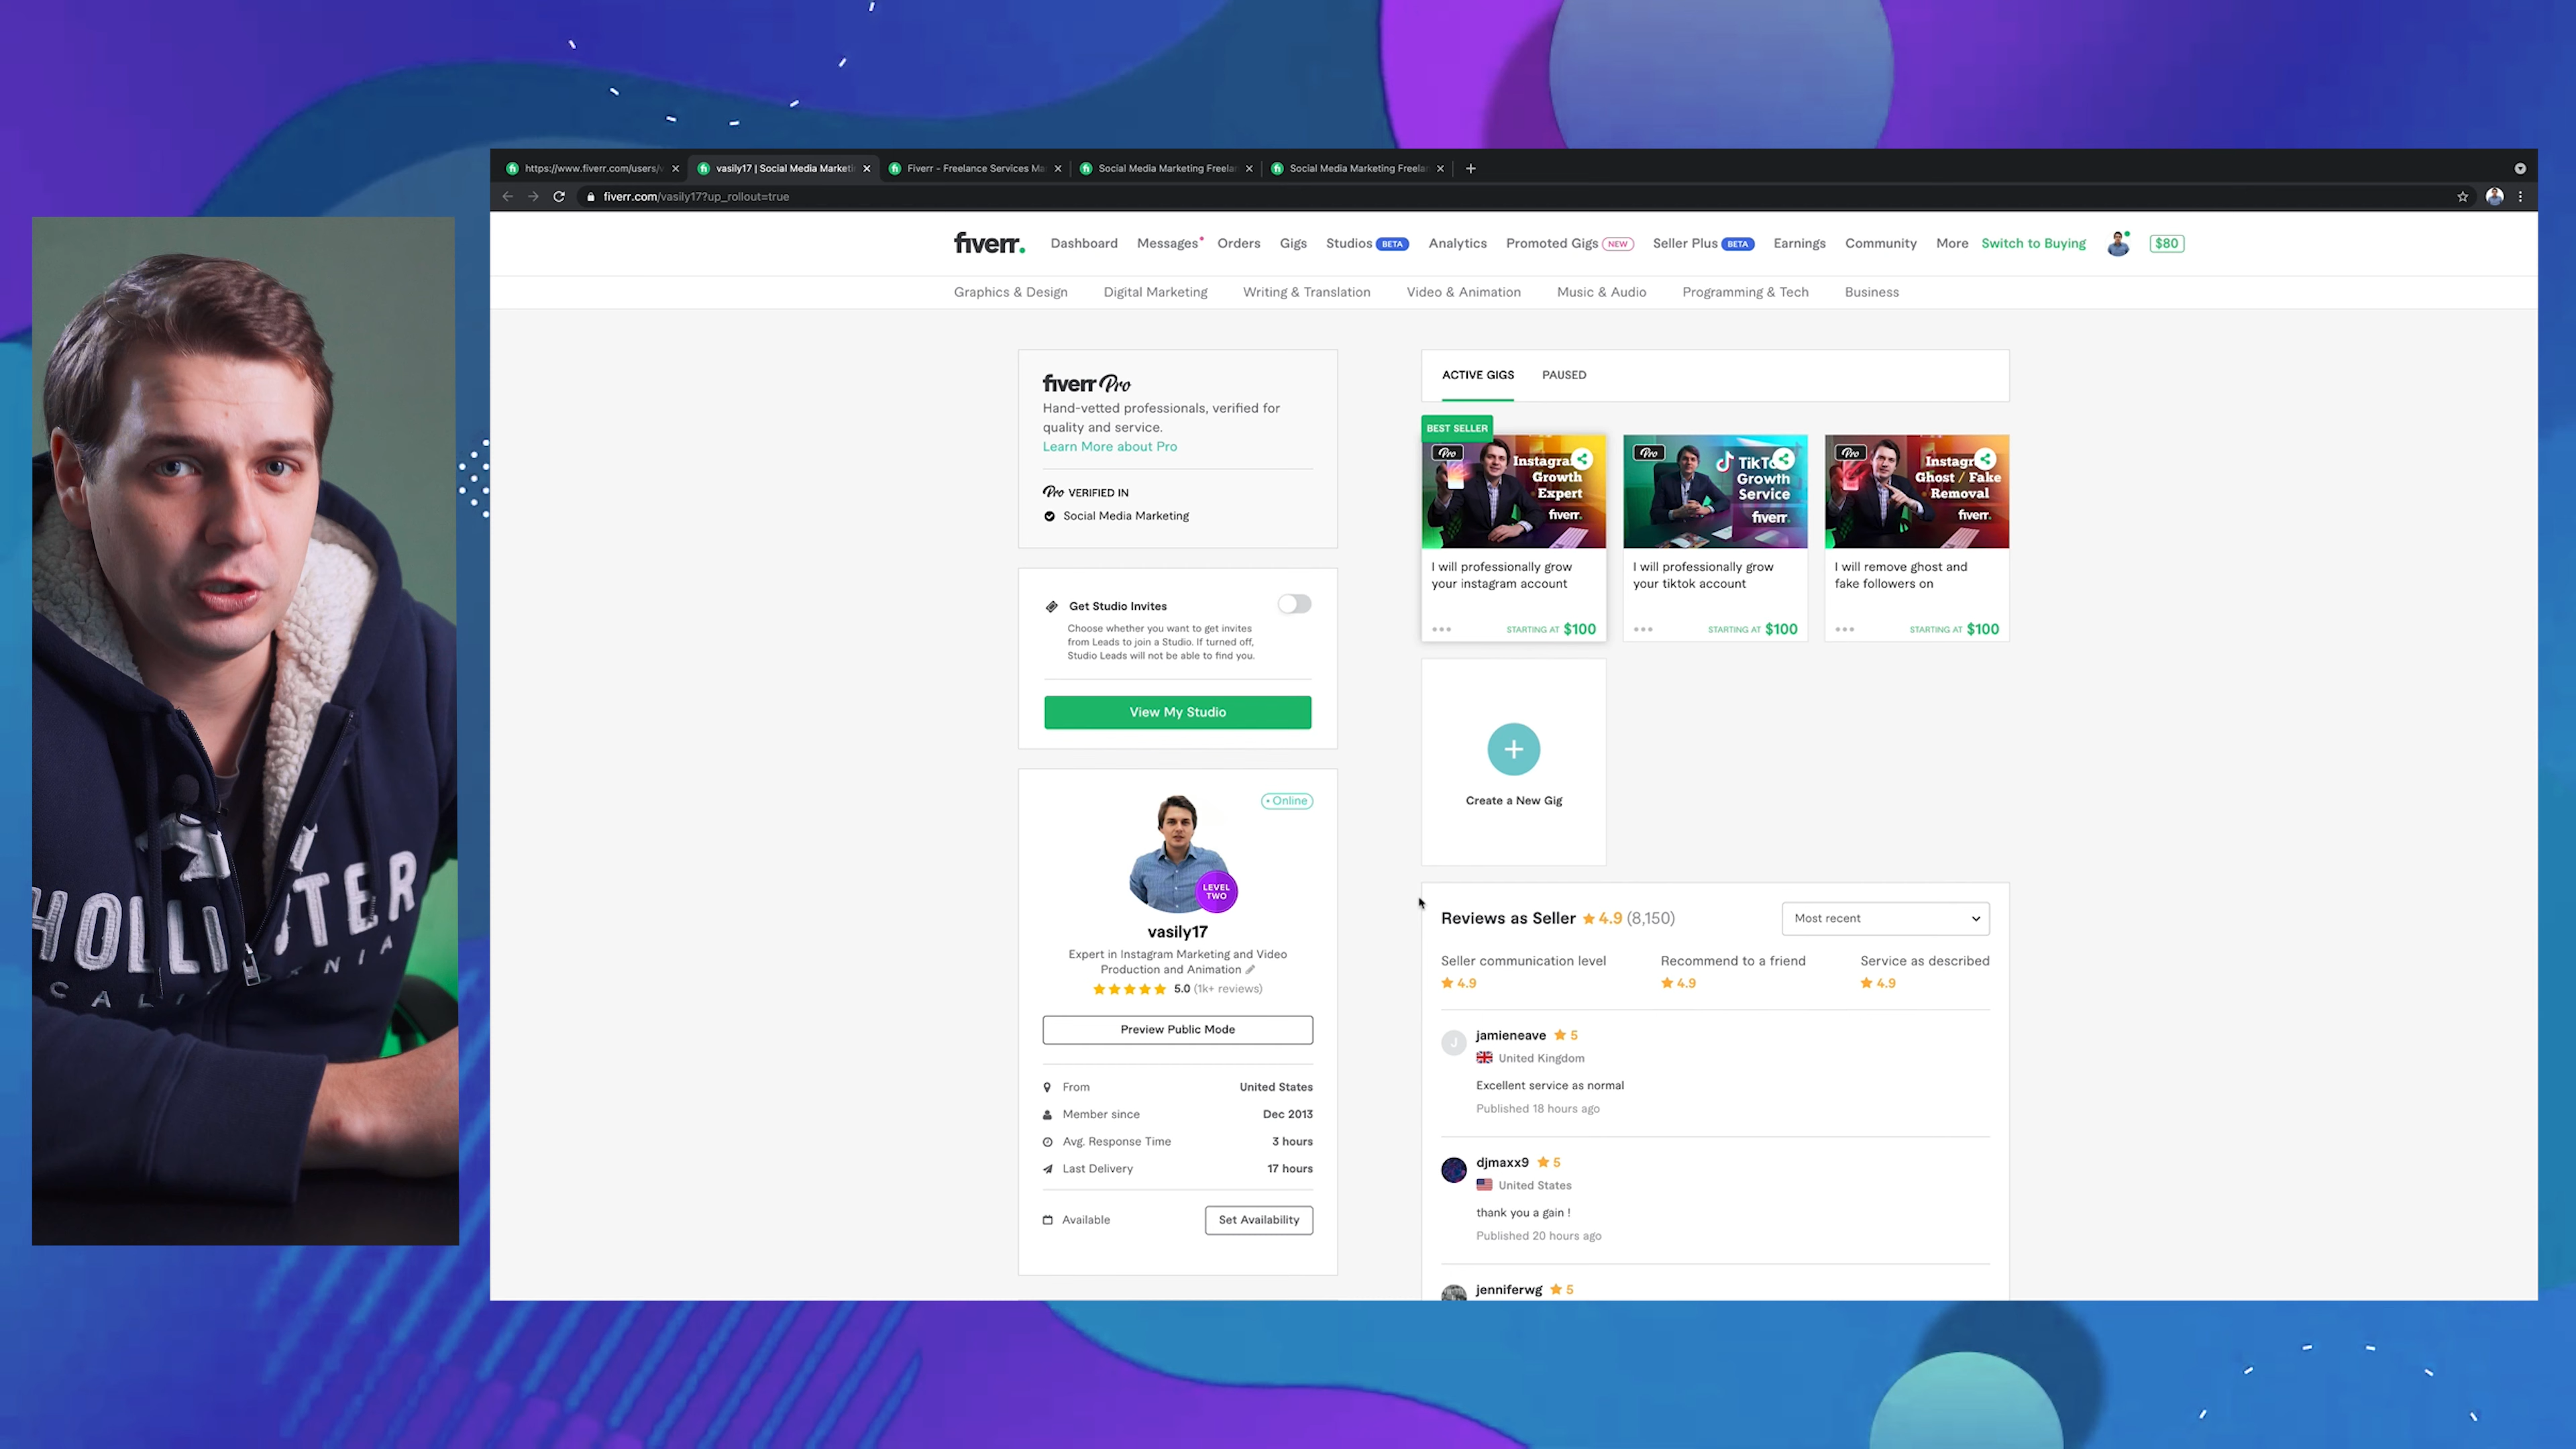 https://www.fiverr.com/users/v
vasily17 | Social Media Marketi
Fiverr - Freelance Services Ma
Social Media Marketing Freela
Social Media Marketing Freela
fiverr.com/vasily17?up_rollout=true
fiverr.
Dashboard
Messages
Orders
Gigs
Studios BETA
Analytics
Promoted Gigs NEW
Seller Plus BETA
Earnings
Community
More
Switch to Buying
$80
Graphics & Design
Digital Marketing
Writing & Translation
Video & Animation
Music & Audio
Programming & Tech
Business
fiverr Pro
Hand-vetted professionals, verified for
quality and service.
Learn More about Pro
Pro VERIFIED IN
Social Media Marketing
Get Studio Invites
Choose whether you want to get invites
from Leads to join a Studio. If turned off,
Studio Leads will not be able to find you.
View My Studio
Online
LEVEL
TWO
vasily17
Expert in Instagram Marketing and Video
Production and Animation
5.0 (1k+ reviews)
Preview Public Mode
From United States
Member since Dec 2013
Avg. Response Time 3 hours
Last Delivery 17 hours
Available
Set Availability
ACTIVE GIGS
PAUSED
BEST SELLER
Pro
Growth
Expert
fiverr.
I will professionally grow
your instagram account
STARTING AT $100
Pro
Growth
Service
fiverr.
I will professionally grow
your tiktok account
STARTING AT $100
Pro
Ghost / Fake
Removal
fiverr.
I will remove ghost and
fake followers on
STARTING AT $100
Create a New Gig
Reviews as Seller 4.9 (8,150)
Most recent
Seller communication level
4.9
Recommend to a friend
4.9
Service as described
4.9
J
jamieneave 5
United Kingdom
Excellent service as normal
Published 18 hours ago
djmaxx9 5
United States
thank you a gain !
Published 20 hours ago
jenniferwg 5
HOLLISTER